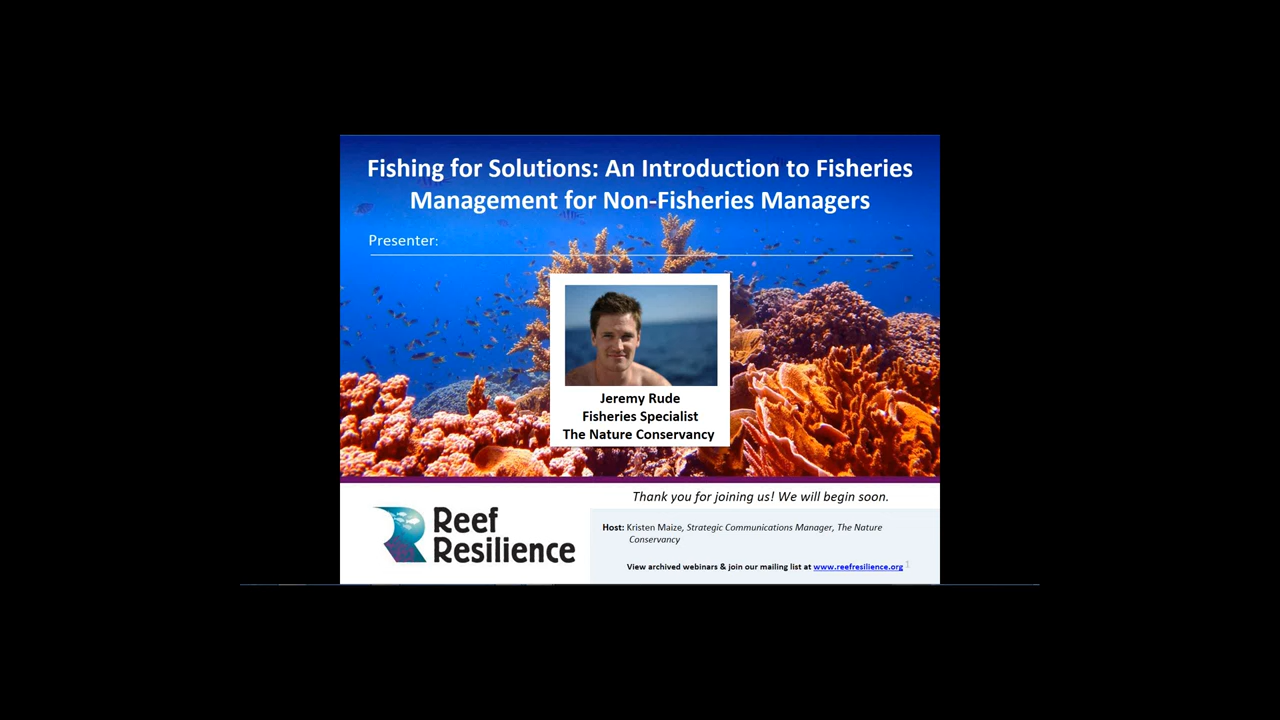 Fishing for Solutions: An Introduction to Fisheries
Management for Non-Fisheries Managers
Presenter:
Jeremy Rude
Fisheries Specialist
The Nature Conservancy
Thank you for joining us! We will begin soon.
Reef
Resilience
Host: Kristen Maize, Strategic Communications Manager, The Nature
Conservancy
View archived webinars & join our mailing list at www.reefresilience.org
1